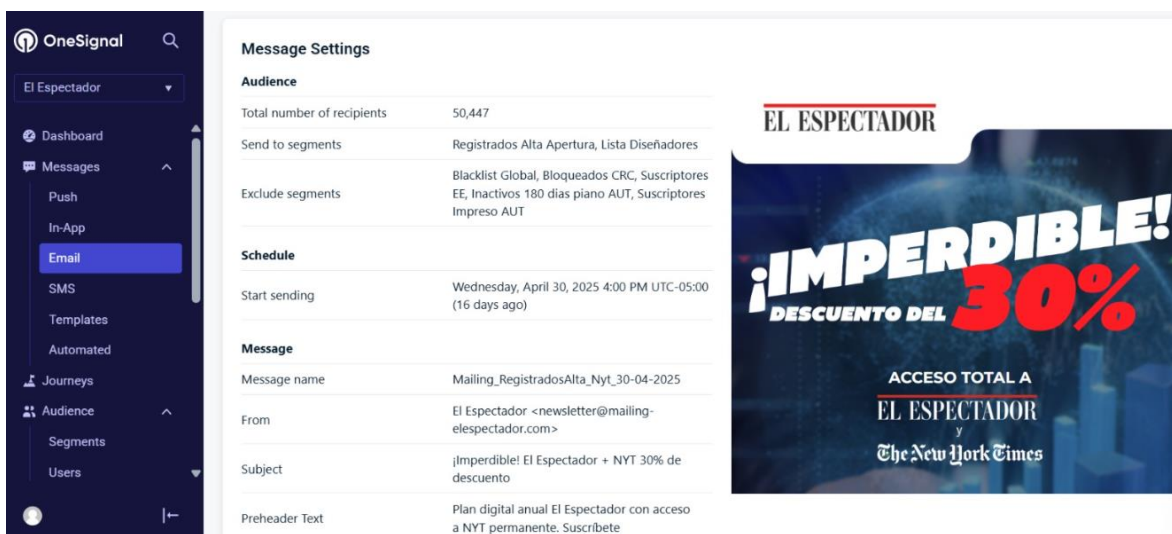 OneSignal
El Espectador
Dashboard
Messages
Push
In-App
Email
SMS
Templates
Automated
Journeys
Audience
Segments
Users
Message Settings
Audience
Total number of recipients 50,447
Send to segments Registrados Alta Apertura, Lista Diseñadores
Exclude segments Blacklist Global, Bloqueados CRC, Suscriptores
EE, Inactivos 180 dias piano AUT, Suscriptores
Impreso AUT
Schedule
Start sending Wednesday, April 30, 2025 4:00 PM UTC-05:00
(16 days ago)
Message
Message name Mailing_RegistradosAlta_Nyt_30-04-2025
From El Espectador <newsletter@mailing-
elespectador.com>
Subject ¡Imperdible! El Espectador + NYT 30% de
descuento
Preheader Text Plan digital anual El Espectador con acceso
a NYT permanente. Suscríbete
EL ESPECTADOR
¡IMPERDIBLE!
DESCUENTO DEL 30%
ACCESO TOTAL A
EL ESPECTADOR
y
The New York Times